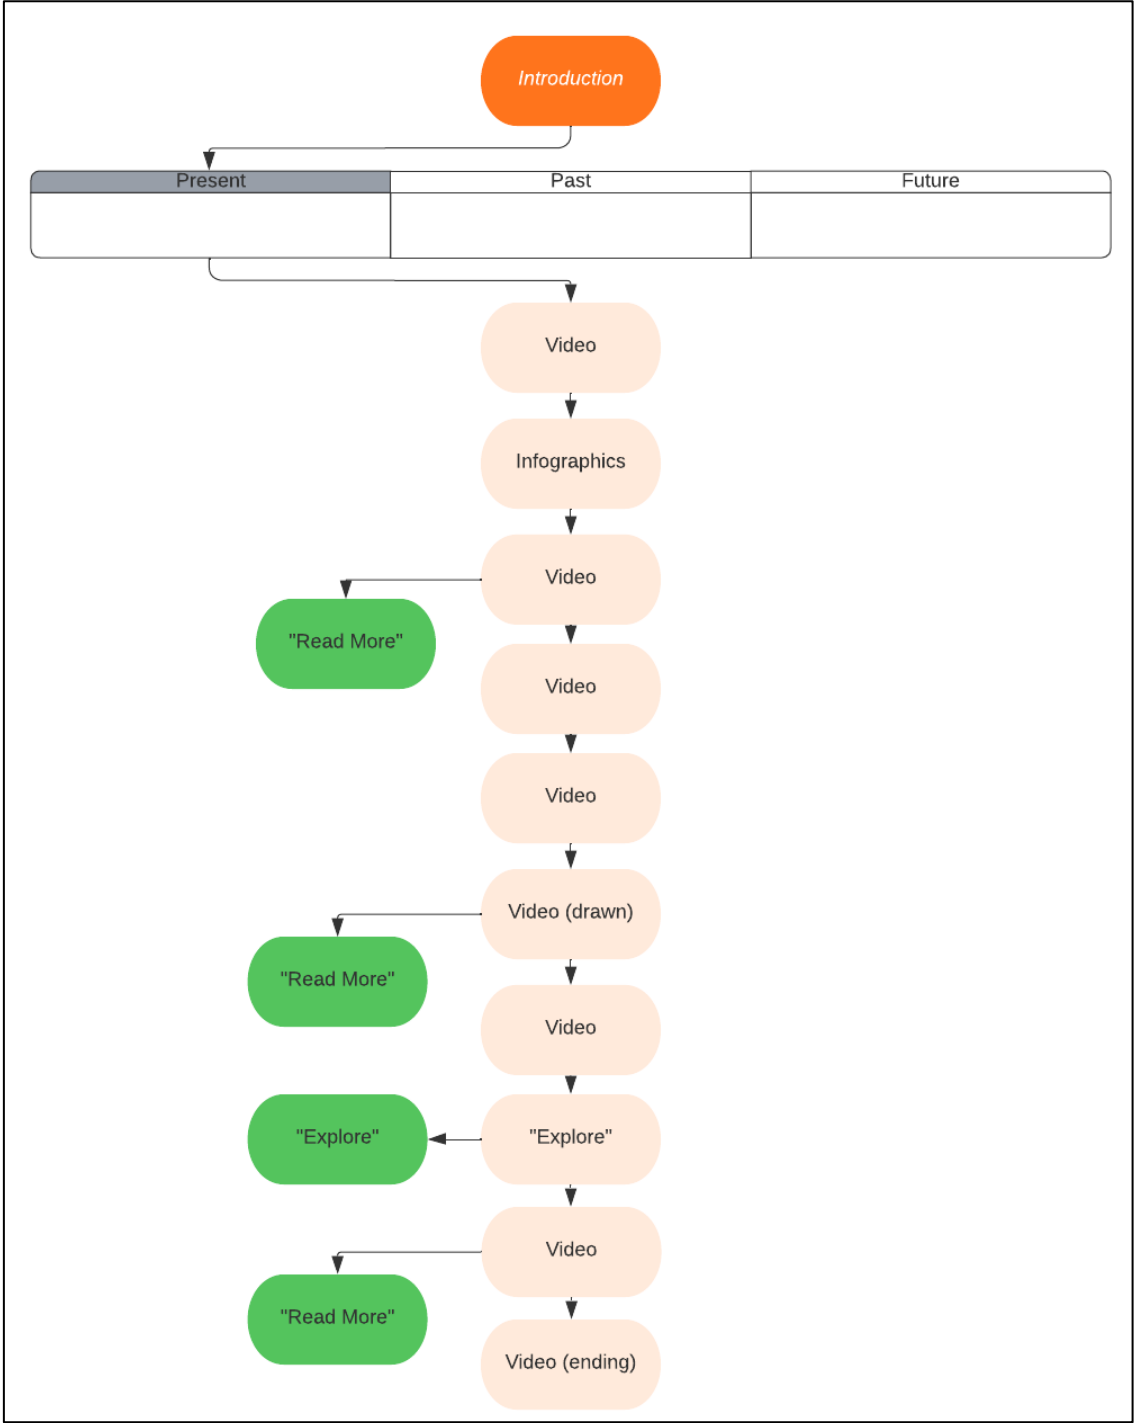 Introduction
Present
Past
Future
Video
Infographics
Video
"Read More"
Video
Video
Video (drawn)
"Read More"
Video
"Explore"
"Explore"
Video
"Read More"
Video (ending)